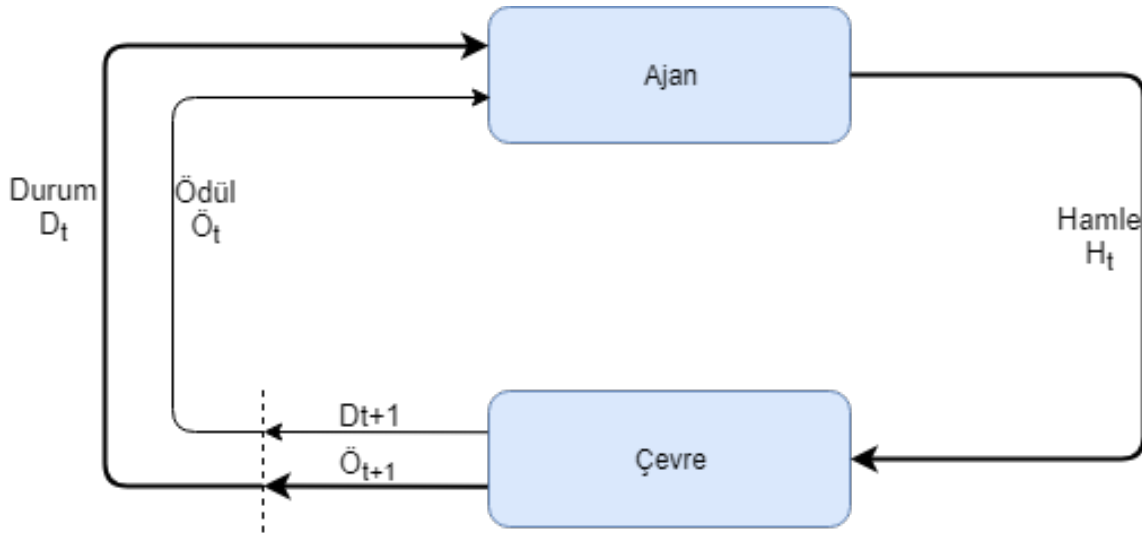 Ajan
Durum
Dₜ
Ödül
Öₜ
Hamle
Hₜ
Dt+1
Öₜ₊₁
Çevre